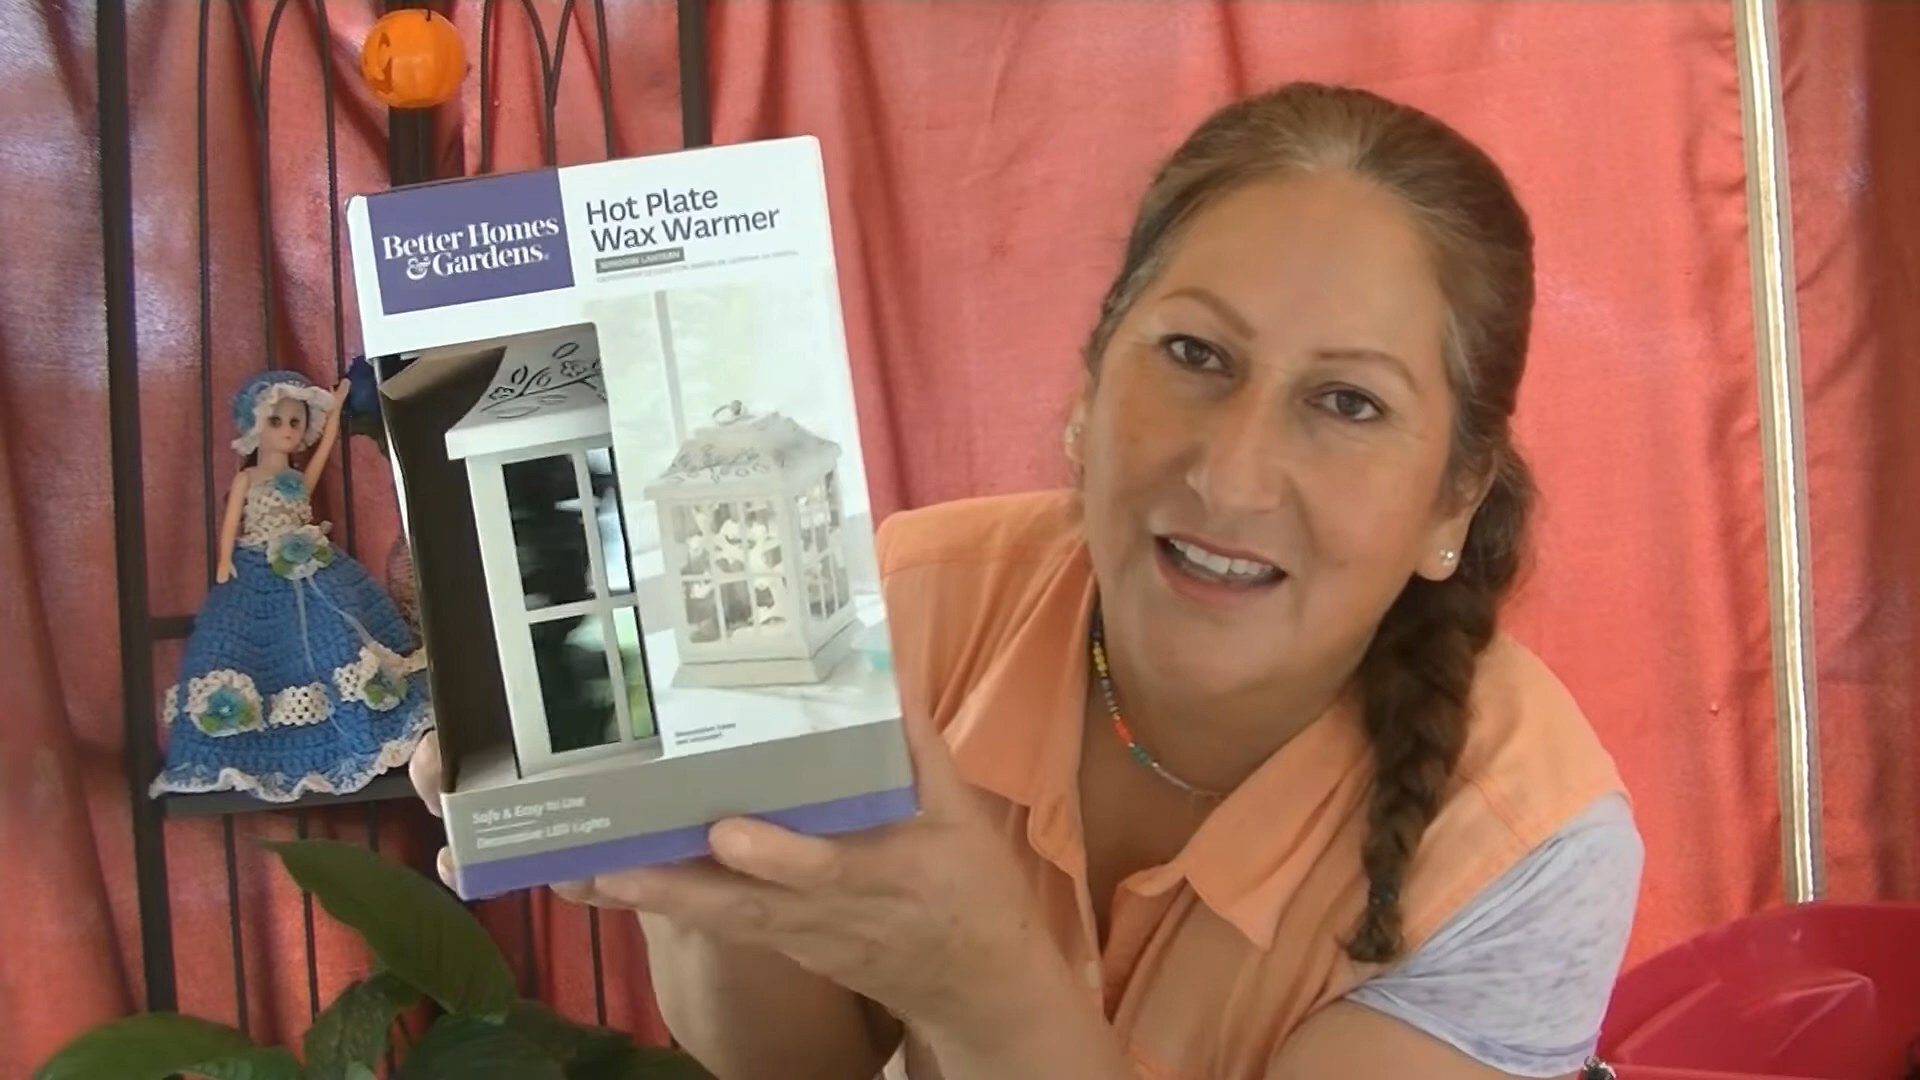 Better Homes
& Gardens
Hot Plate
Wax Warmer
Safe & Easy to Use
Decorative LED Lights